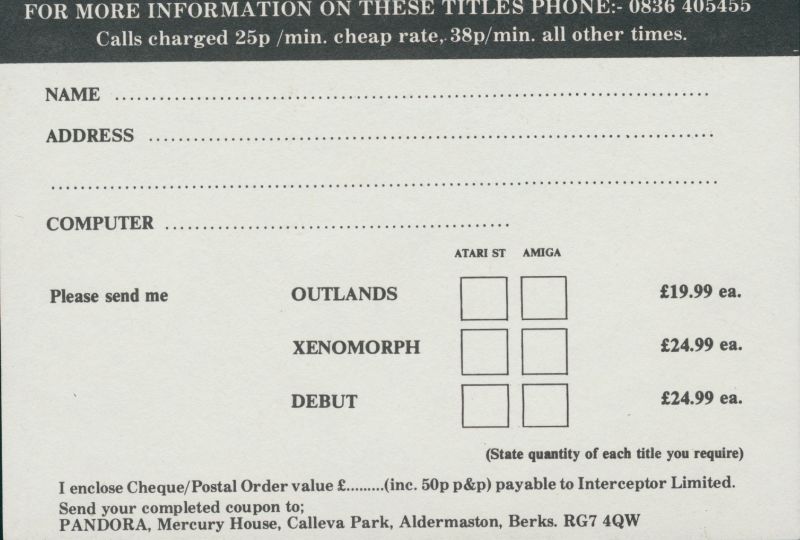 FOR MORE INFORMATION ON THESE TITLES PHONE:- 0836 405455
Calls charged 25p /min. cheap rate, 38p/min. all other times.
NAME ................................................................................
ADDRESS ............................................................................
..........................................................................................
COMPUTER ..............................................
ATARI ST AMIGA
Please send me OUTLANDS £19.99 ea.
XENOMORPH £24.99 ea.
DEBUT £24.99 ea.
(State quantity of each title you require)
I enclose Cheque/Postal Order value £.........(inc. 50p p&p) payable to Interceptor Limited.
Send your completed coupon to;
PANDORA, Mercury House, Calleva Park, Aldermaston, Berks. RG7 4QW